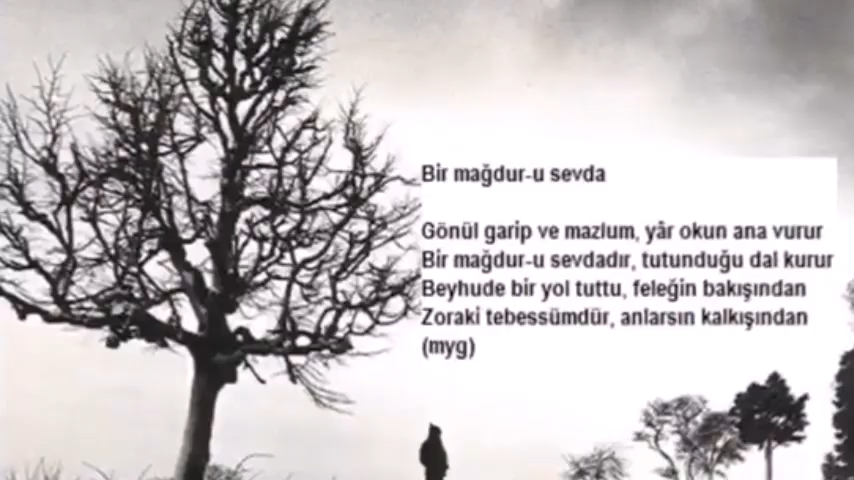 Bir mağdur-u sevda
Gönül garip ve mazlum, yâr okun ana vurur
Bir mağdur-u sevdadır, tutunduğu dal kurur
Beyhude bir yol tuttu, feleğin bakışından
Zoraki tebessümdür, anlarsın kalkışından
(myg)